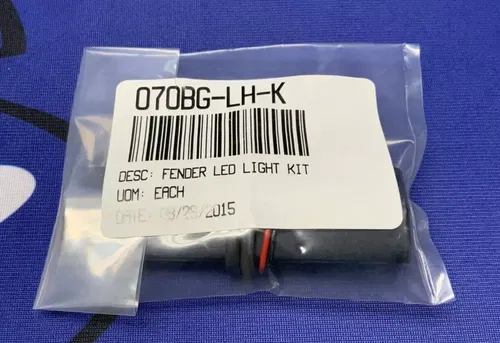 070BG-LH-K
DESC: FENDER LED LIGHT KIT
UOM: EACH
DATE: 08/25/2015